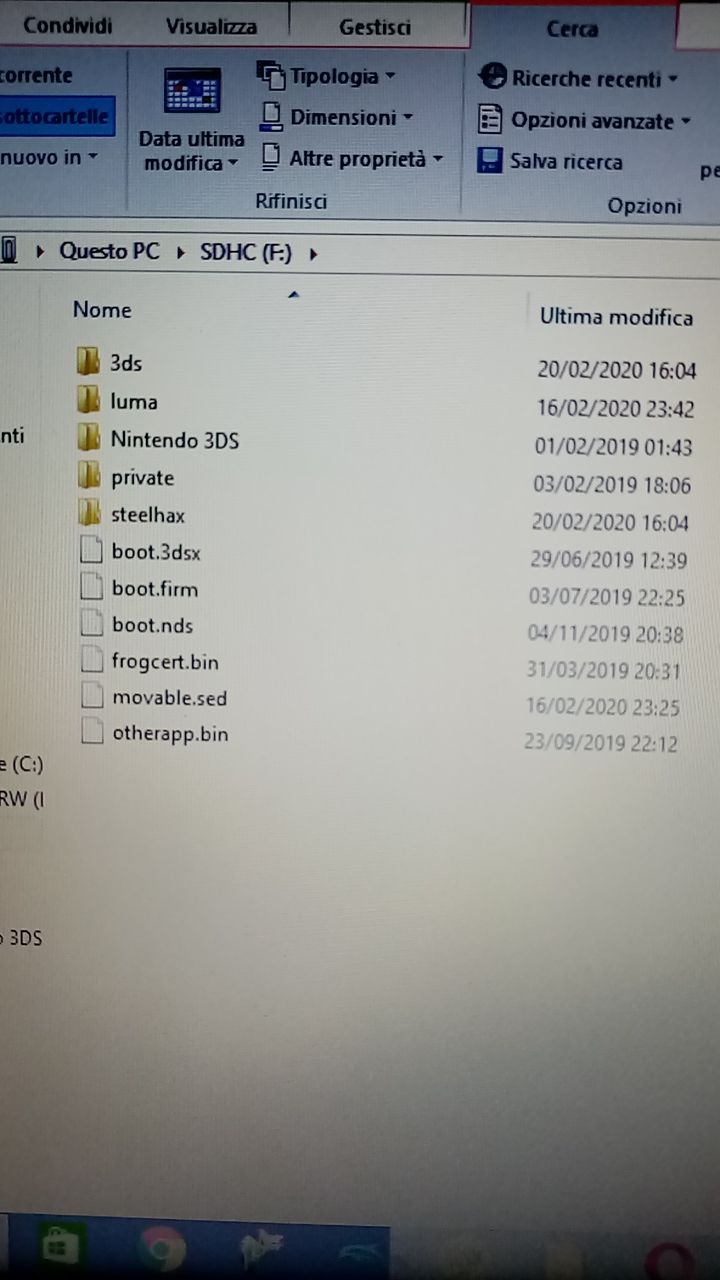 Condividi Visualizza Gestisci Cerca
corrente Tipologia Ricerche recenti
sottocartelle Dimensioni Opzioni avanzate
nuovo in Data ultima modifica Altre proprietà Salva ricerca
Rifinisci Opzioni
Questo PC SDHC (F:)
Nome Ultima modifica
3ds 20/02/2020 16:04
luma 16/02/2020 23:42
Nintendo 3DS 01/02/2019 01:43
private 03/02/2019 18:06
steelhax 20/02/2020 16:04
boot.3dsx 29/06/2019 12:39
boot.firm 03/07/2019 22:25
boot.nds 04/11/2019 20:38
frogcert.bin 31/03/2019 20:31
movable.sed 16/02/2020 23:25
otherapp.bin 23/09/2019 22:12
e (C:)
RW (
3DS